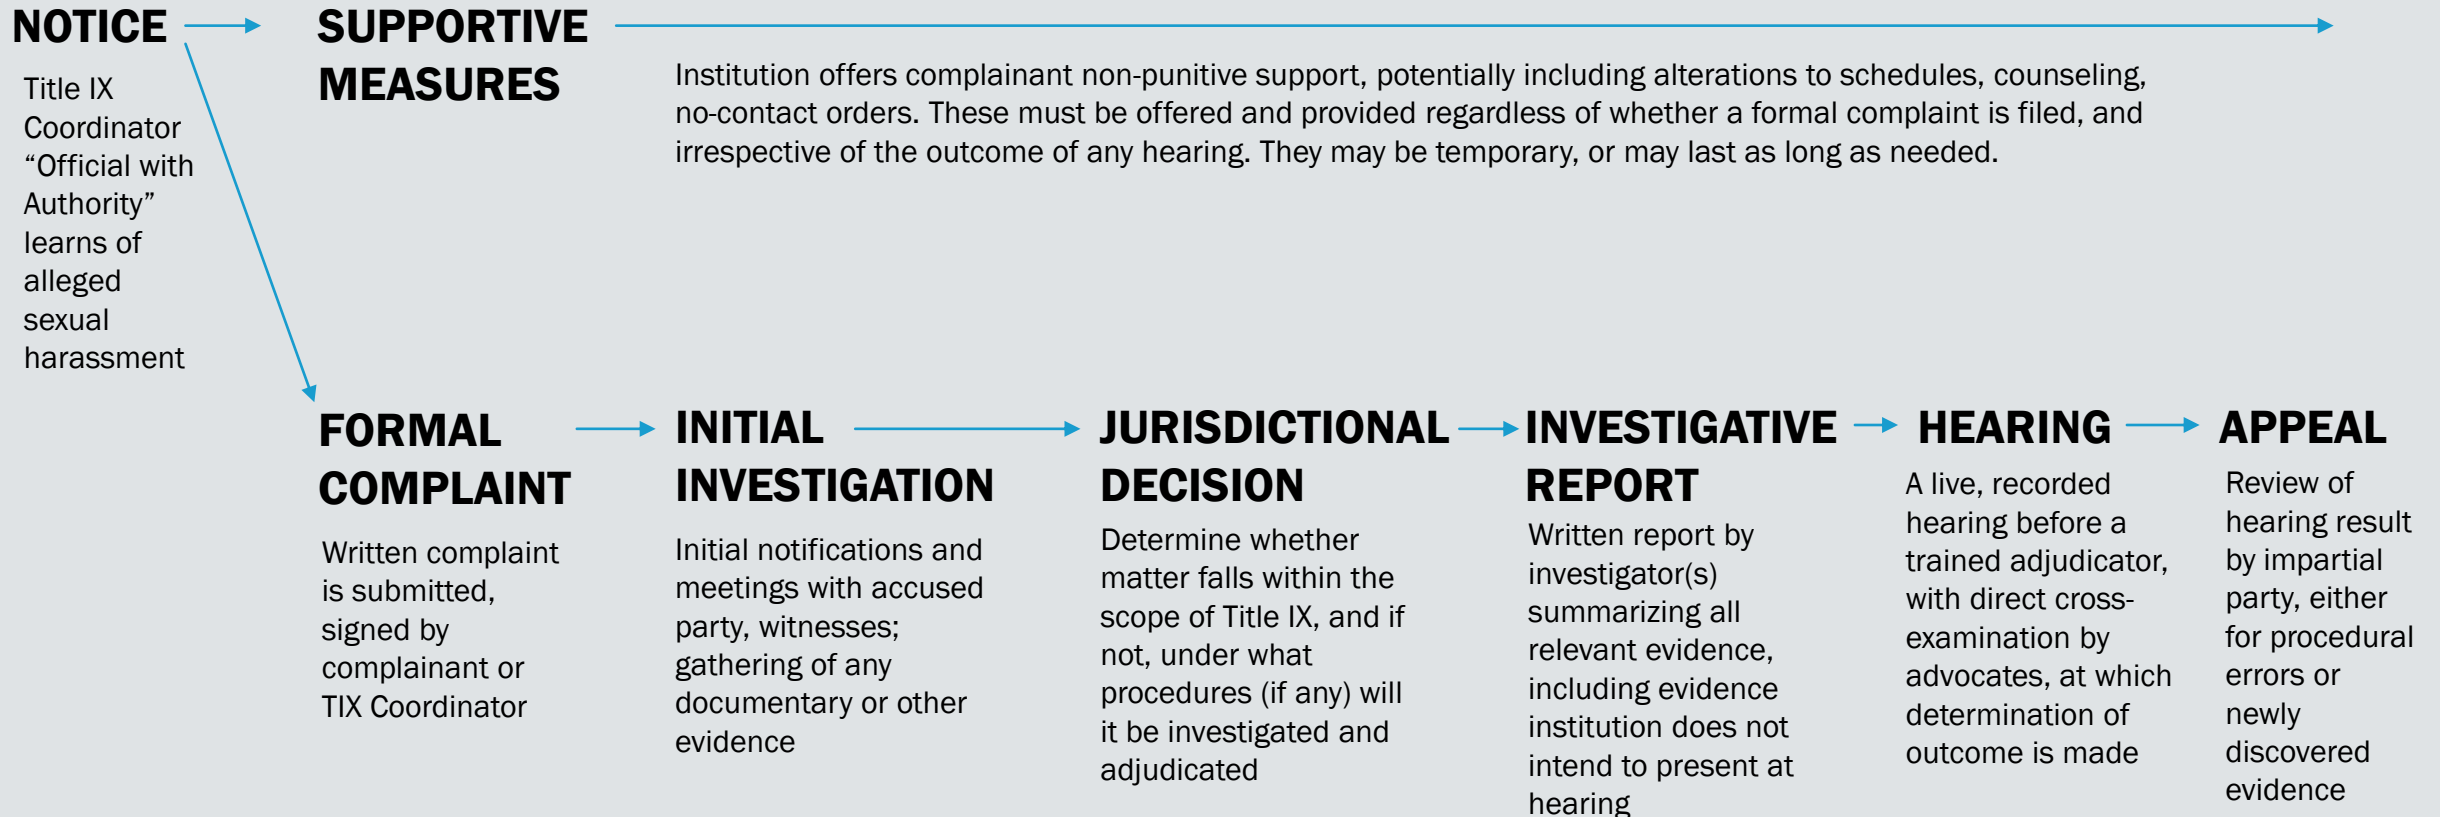 NOTICE
Title IX
Coordinator
“Official with
Authority”
learns of
alleged
sexual
harassment
SUPPORTIVE
MEASURES
Institution offers complainant non-punitive support, potentially including alterations to schedules, counseling,
no-contact orders. These must be offered and provided regardless of whether a formal complaint is filed, and
irrespective of the outcome of any hearing. They may be temporary, or may last as long as needed.
FORMAL
COMPLAINT
Written complaint
is submitted,
signed by
complainant or
TIX Coordinator
INITIAL
INVESTIGATION
Initial notifications and
meetings with accused
party, witnesses;
gathering of any
documentary or other
evidence
JURISDICTIONAL
DECISION
Determine whether
matter falls within the
scope of Title IX, and if
not, under what
procedures (if any) will
it be investigated and
adjudicated
INVESTIGATIVE
REPORT
Written report by
investigator(s)
summarizing all
relevant evidence,
including evidence
institution does not
intend to present at
hearing
HEARING
A live, recorded
hearing before a
trained adjudicator,
with direct cross-
examination by
advocates, at which
determination of
outcome is made
APPEAL
Review of
hearing result
by impartial
party, either
for procedural
errors or
newly
discovered
evidence